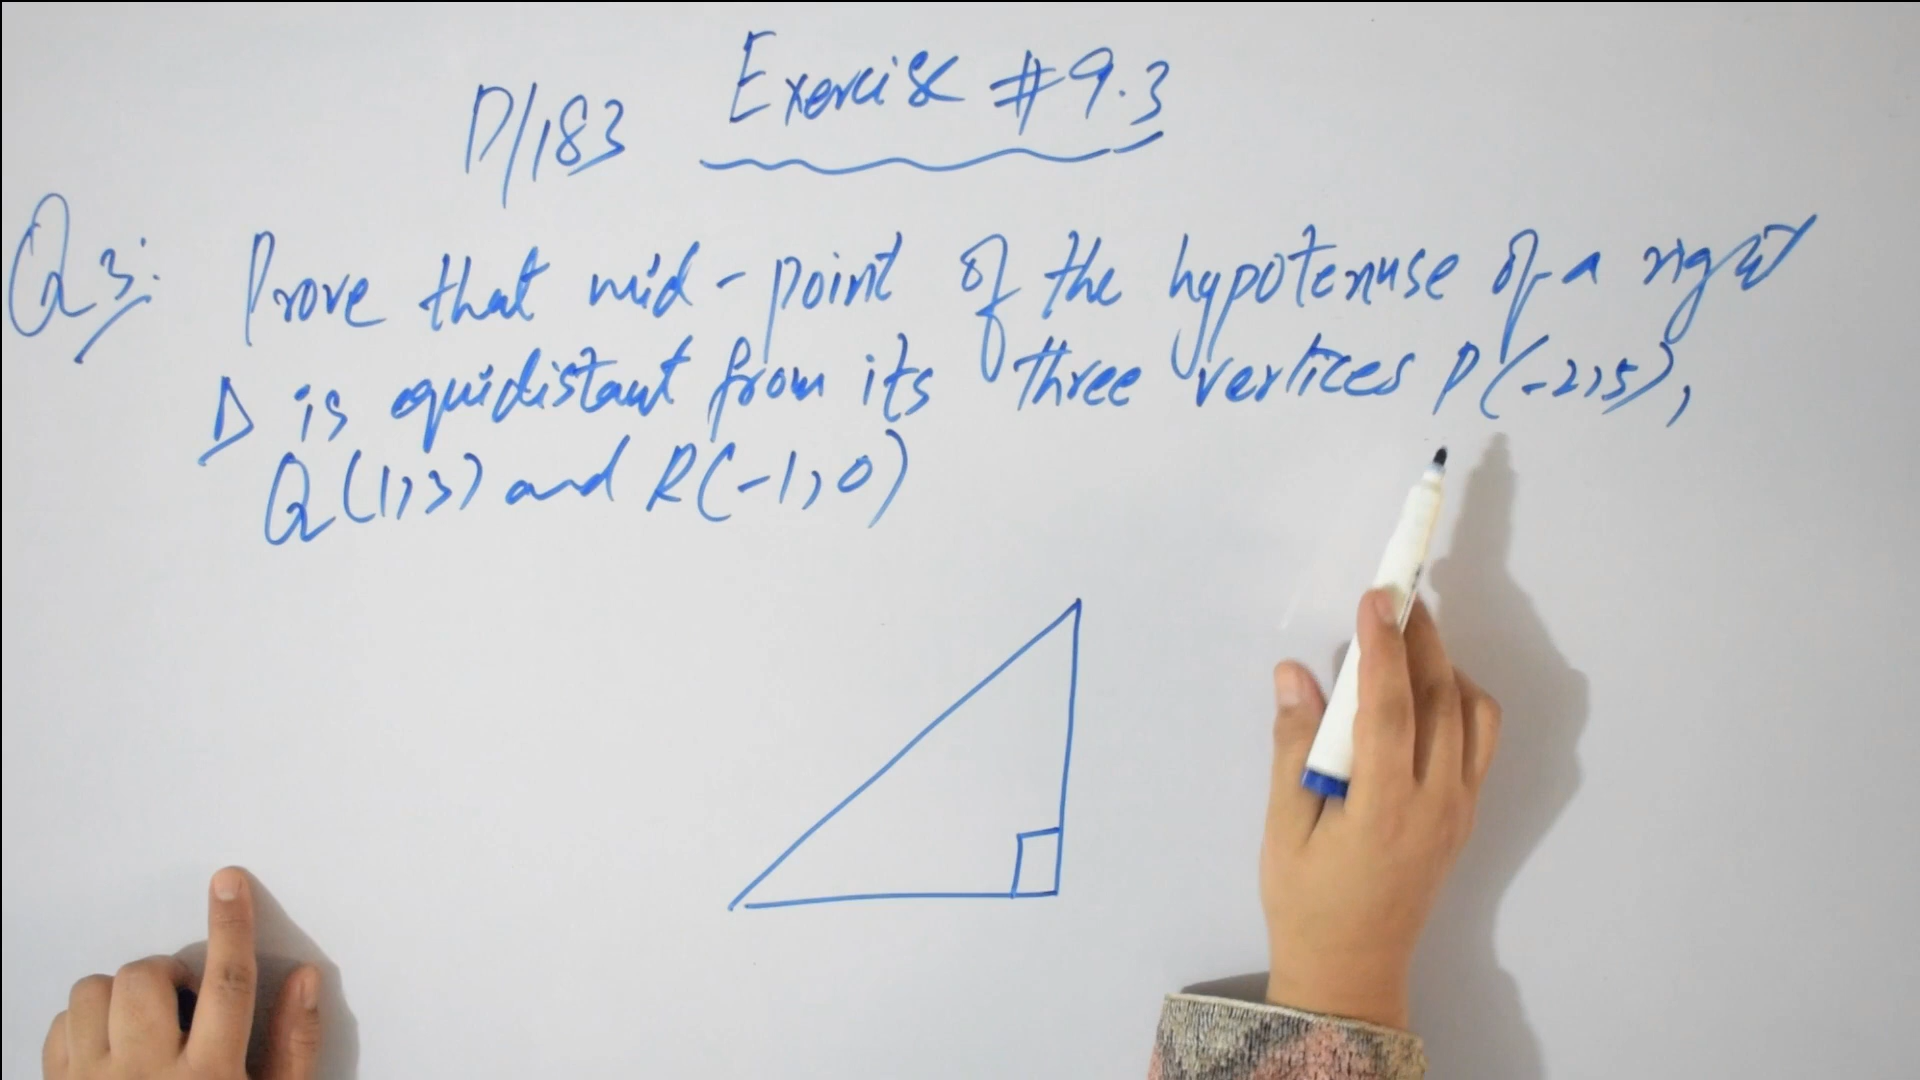 P/183 Exercise #9.3
Q3: Prove that mid-point of the hypotenuse of a right
Δ is equidistant from its three vertices P(-2,5),
Q(1,3) and R(-1,0)